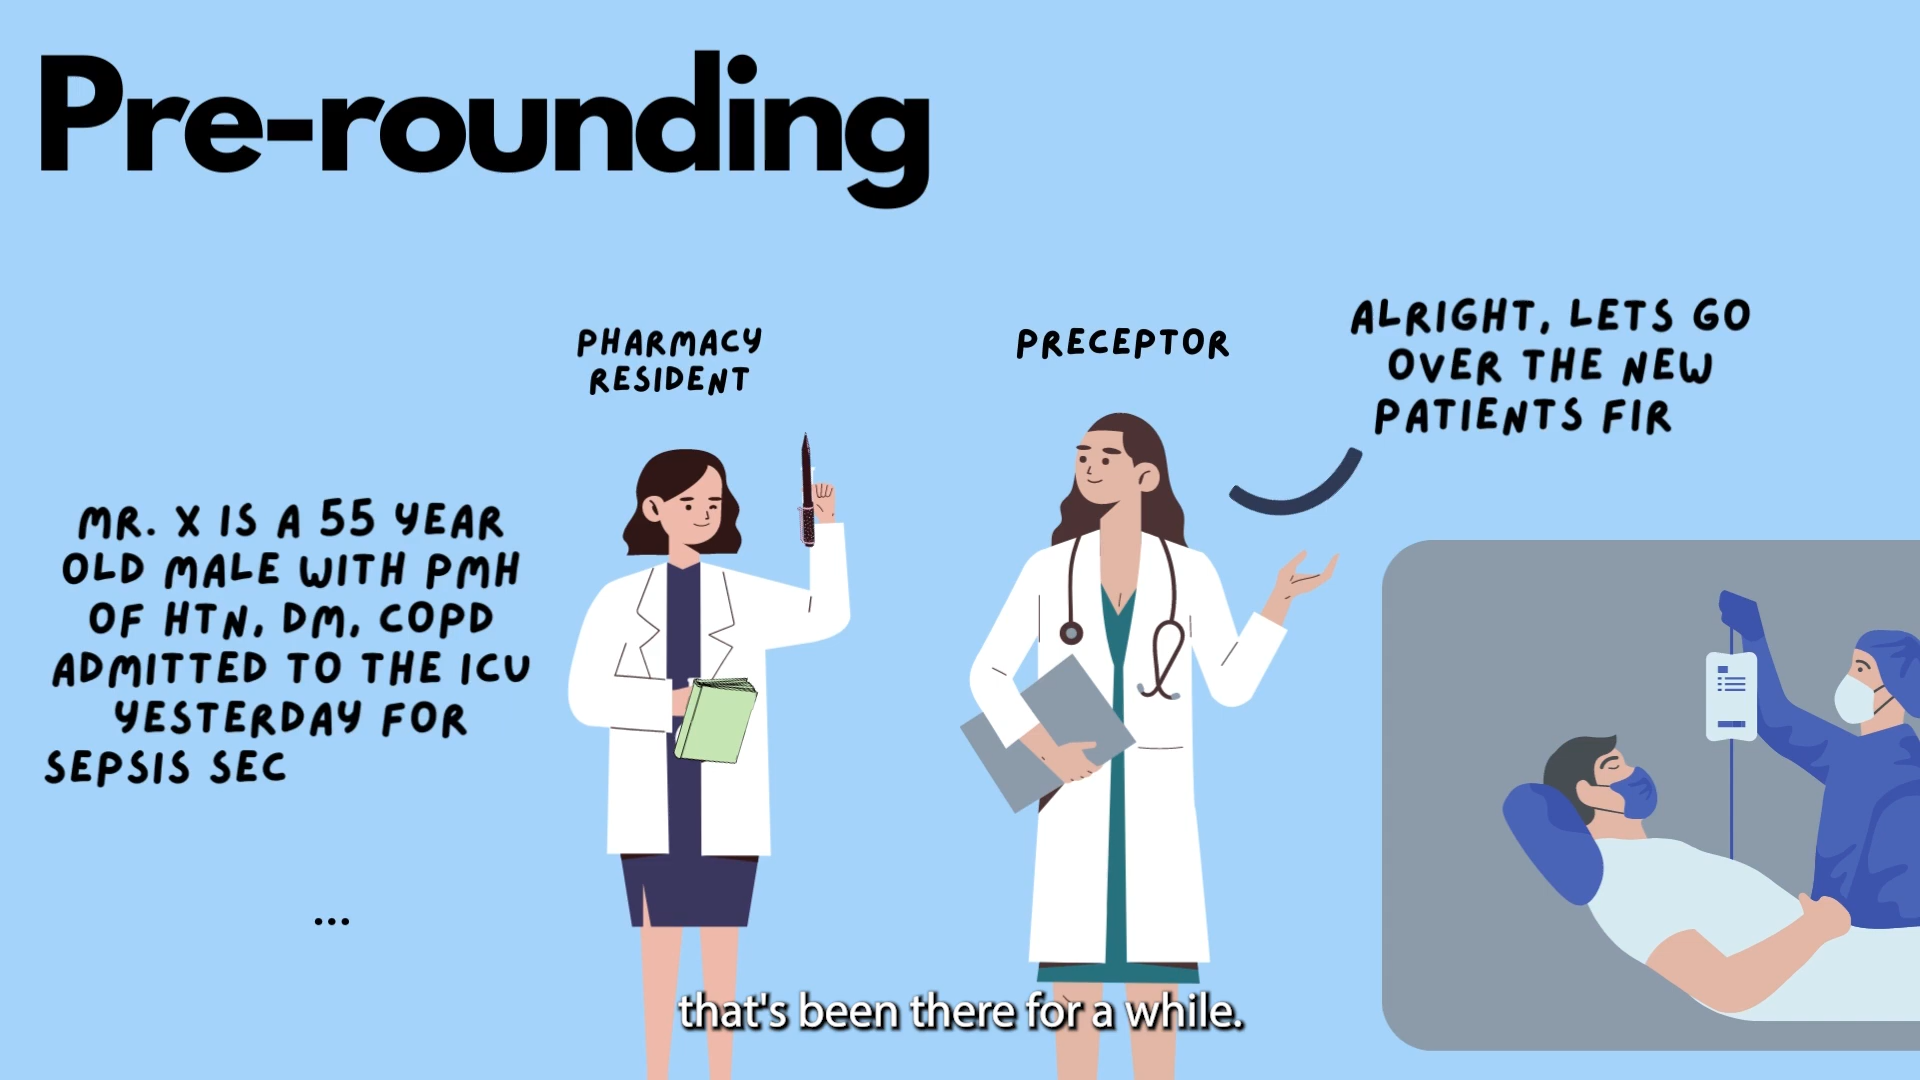 Pre-rounding
PHARMACY
RESIDENT
PRECEPTOR
ALRIGHT, LETS GO
OVER THE NEW
PATIENTS FIR
MR. X IS A 55 YEAR
OLD MALE WITH PMH
OF HTN, DM, COPD
ADMITTED TO THE ICU
YESTERDAY FOR
SEPSIS SEC
...
that's been there for a while.